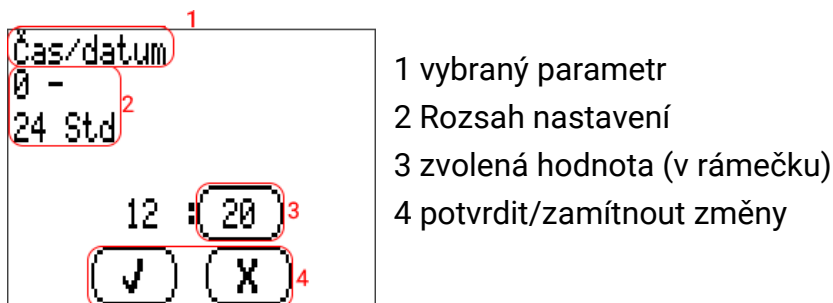 1
Čas/datum
0 -
24 Std
2
12 : 20 3
✓ X 4
1 vybraný parametr
2 Rozsah nastavení
3 zvolená hodnota (v rámečku)
4 potvrdit/zamítnout změny